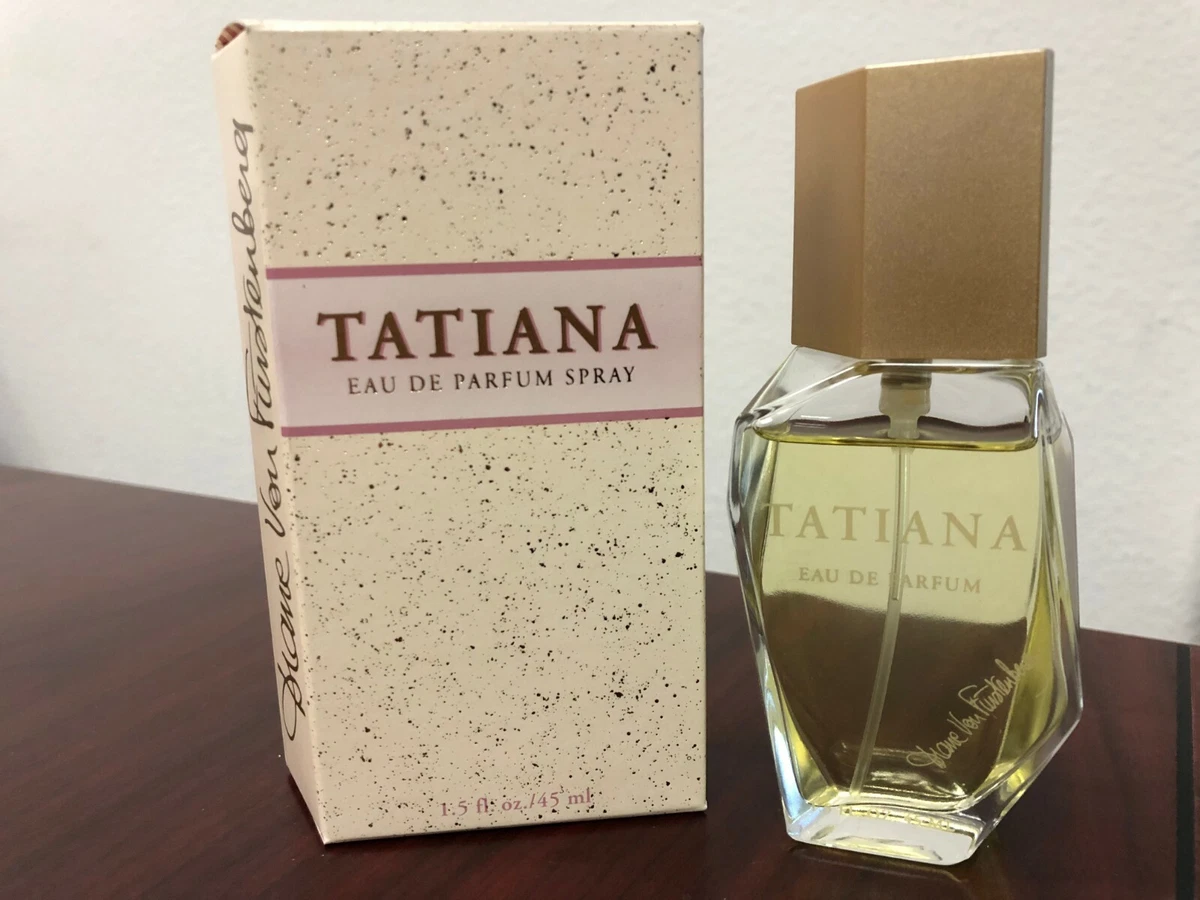 Diane Von Furstenberg
TATIANA
EAU DE PARFUM SPRAY
1.5 fl. oz./45 ml
TATIANA
EAU DE PARFUM
Diane Von Furstenberg